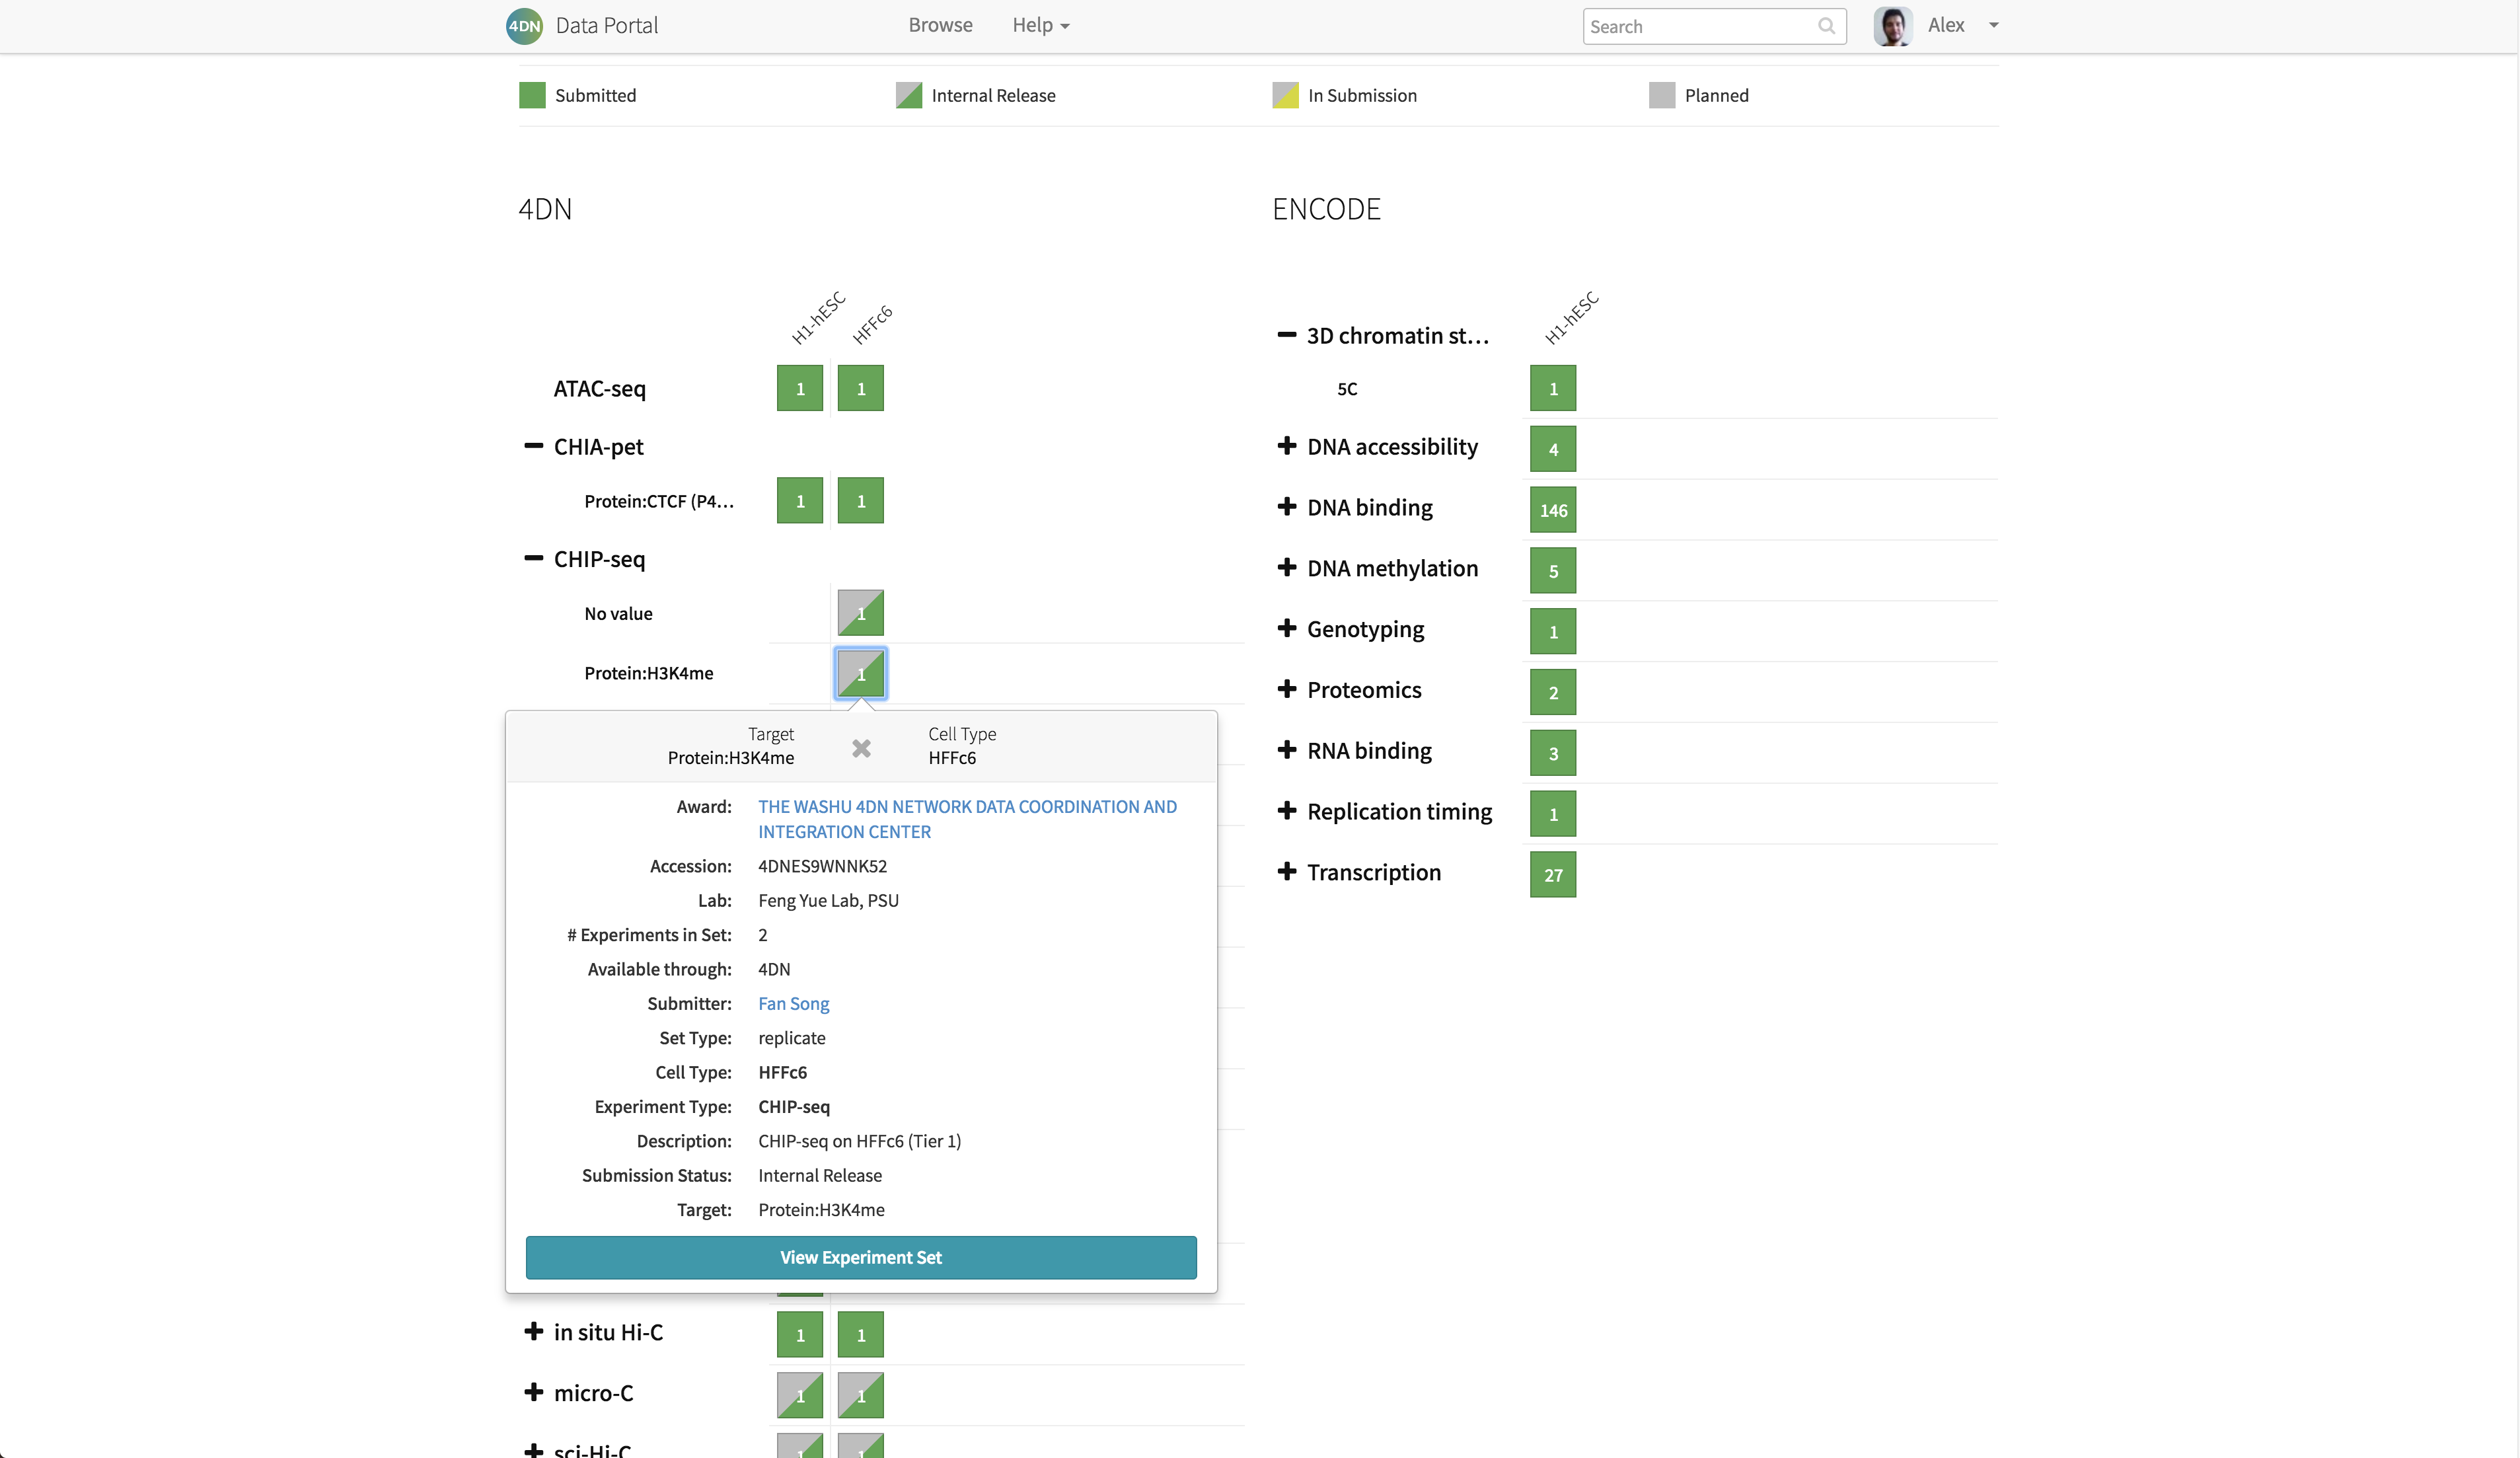 4DN Data Portal Browse Help Search Alex
Submitted Internal Release In Submission Planned
4DN
H1-hESC HFFc6
ATAC-seq 1 1
CHIA-pet
Protein:CTCF (P4… 1 1
CHIP-seq
No value 1
Protein:H3K4me 1
Target Cell Type
Protein:H3K4me HFFc6
Award: THE WASHU 4DN NETWORK DATA COORDINATION AND
INTEGRATION CENTER
Accession: 4DNES9WNNK52
Lab: Feng Yue Lab, PSU
# Experiments in Set: 2
Available through: 4DN
Submitter: Fan Song
Set Type: replicate
Cell Type: HFFc6
Experiment Type: CHIP-seq
Description: CHIP-seq on HFFc6 (Tier 1)
Submission Status: Internal Release
Target: Protein:H3K4me
View Experiment Set
in situ Hi-C 1 1
micro-C 1 1
sci-Hi-C 1 1
ENCODE
H1-hESC
3D chromatin st…
5C 1
DNA accessibility 4
DNA binding 146
DNA methylation 5
Genotyping 1
Proteomics 2
RNA binding 3
Replication timing 1
Transcription 27